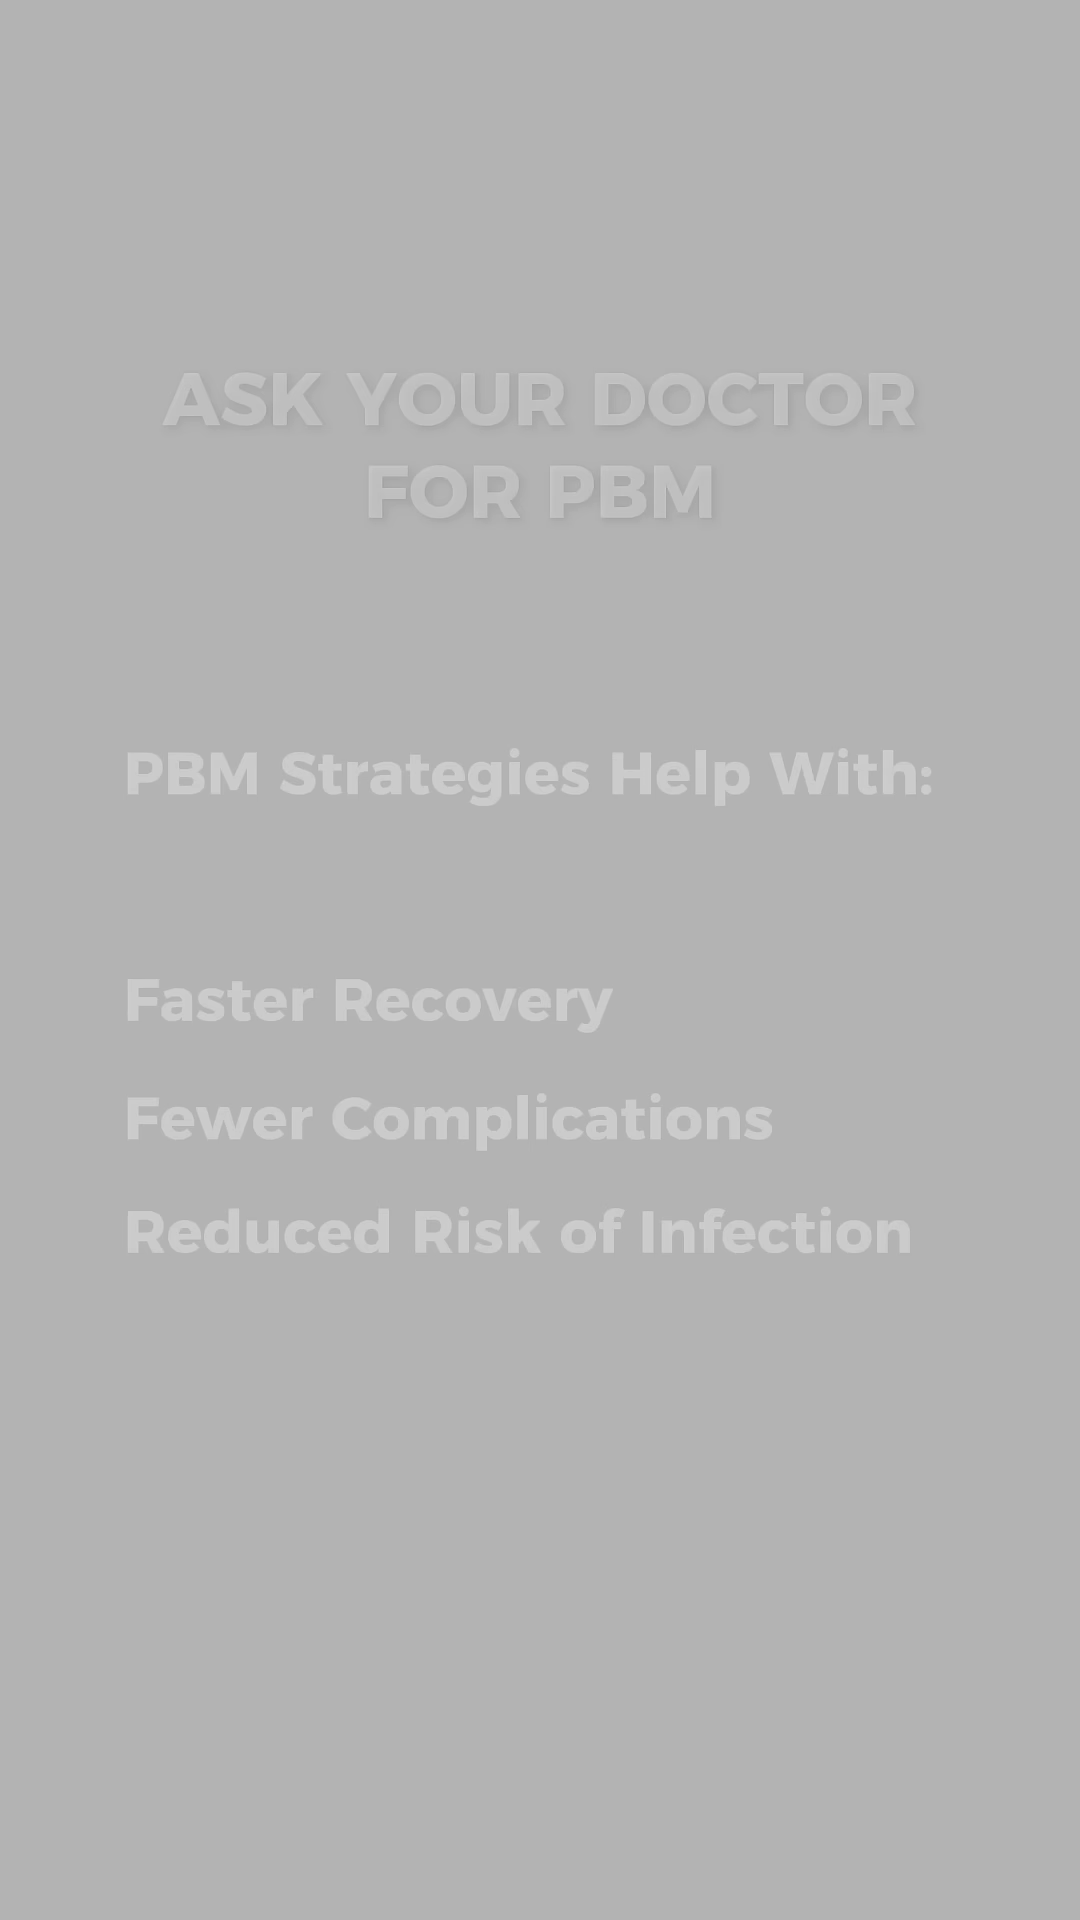 ASK YOUR DOCTOR
FOR PBM
PBM Strategies Help With:
Faster Recovery
Fewer Complications
Reduced Risk of Infection